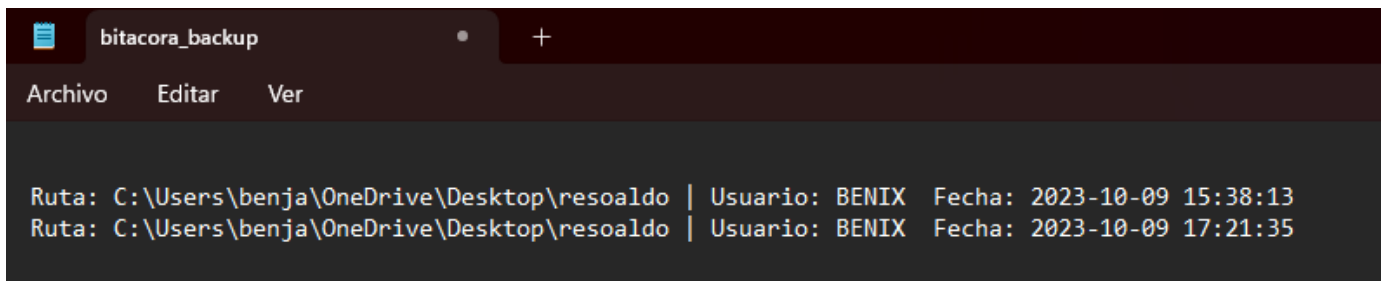 bitacora_backup
Archivo Editar Ver
Ruta: C:\Users\benja\OneDrive\Desktop\resoaldo | Usuario: BENIX  Fecha: 2023-10-09 15:38:13
Ruta: C:\Users\benja\OneDrive\Desktop\resoaldo | Usuario: BENIX  Fecha: 2023-10-09 17:21:35